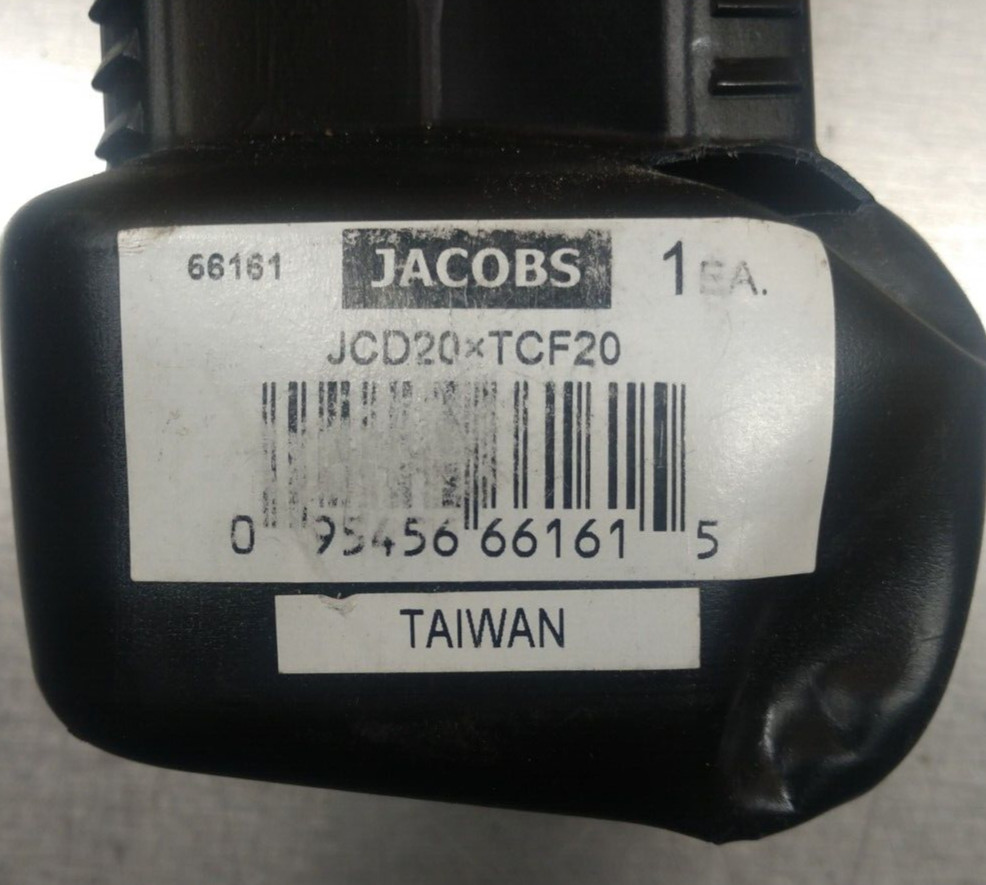 66161 JACOBS 1 EA.
JCD20×TCF20
0 95456 66161 5
TAIWAN